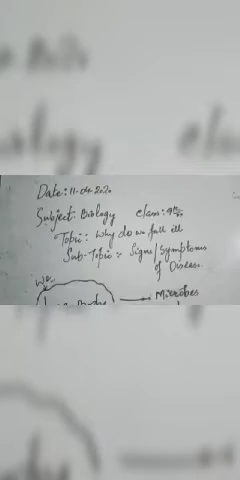 Date: 11-04-2020
Subject: Biology Class: 9th
Topic: Why do we fall ill
Sub-Topic: Signs/Symptoms
of Disease.
Microbes